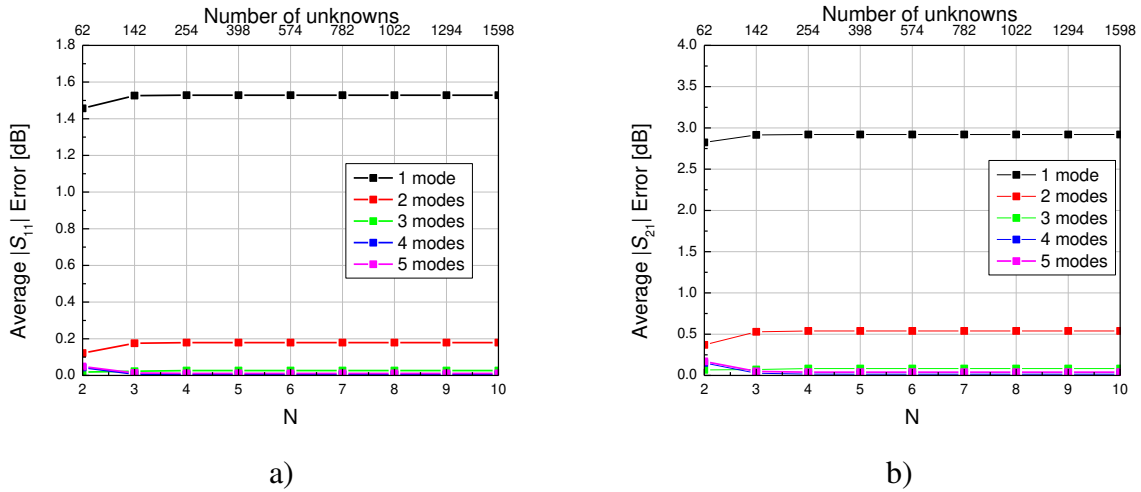 Number of unknowns
62 142 254 398 574 782 1022 1294 1598
1.8
1.6
1.4
1.2
1.0
0.8
0.6
0.4
0.2
0.0
Average |S11| Error [dB]
1 mode
2 modes
3 modes
4 modes
5 modes
2 3 4 5 6 7 8 9 10
N
a)
Number of unknowns
62 142 254 398 574 782 1022 1294 1598
4.0
3.5
3.0
2.5
2.0
1.5
1.0
0.5
0.0
Average |S21| Error [dB]
1 mode
2 modes
3 modes
4 modes
5 modes
2 3 4 5 6 7 8 9 10
N
b)